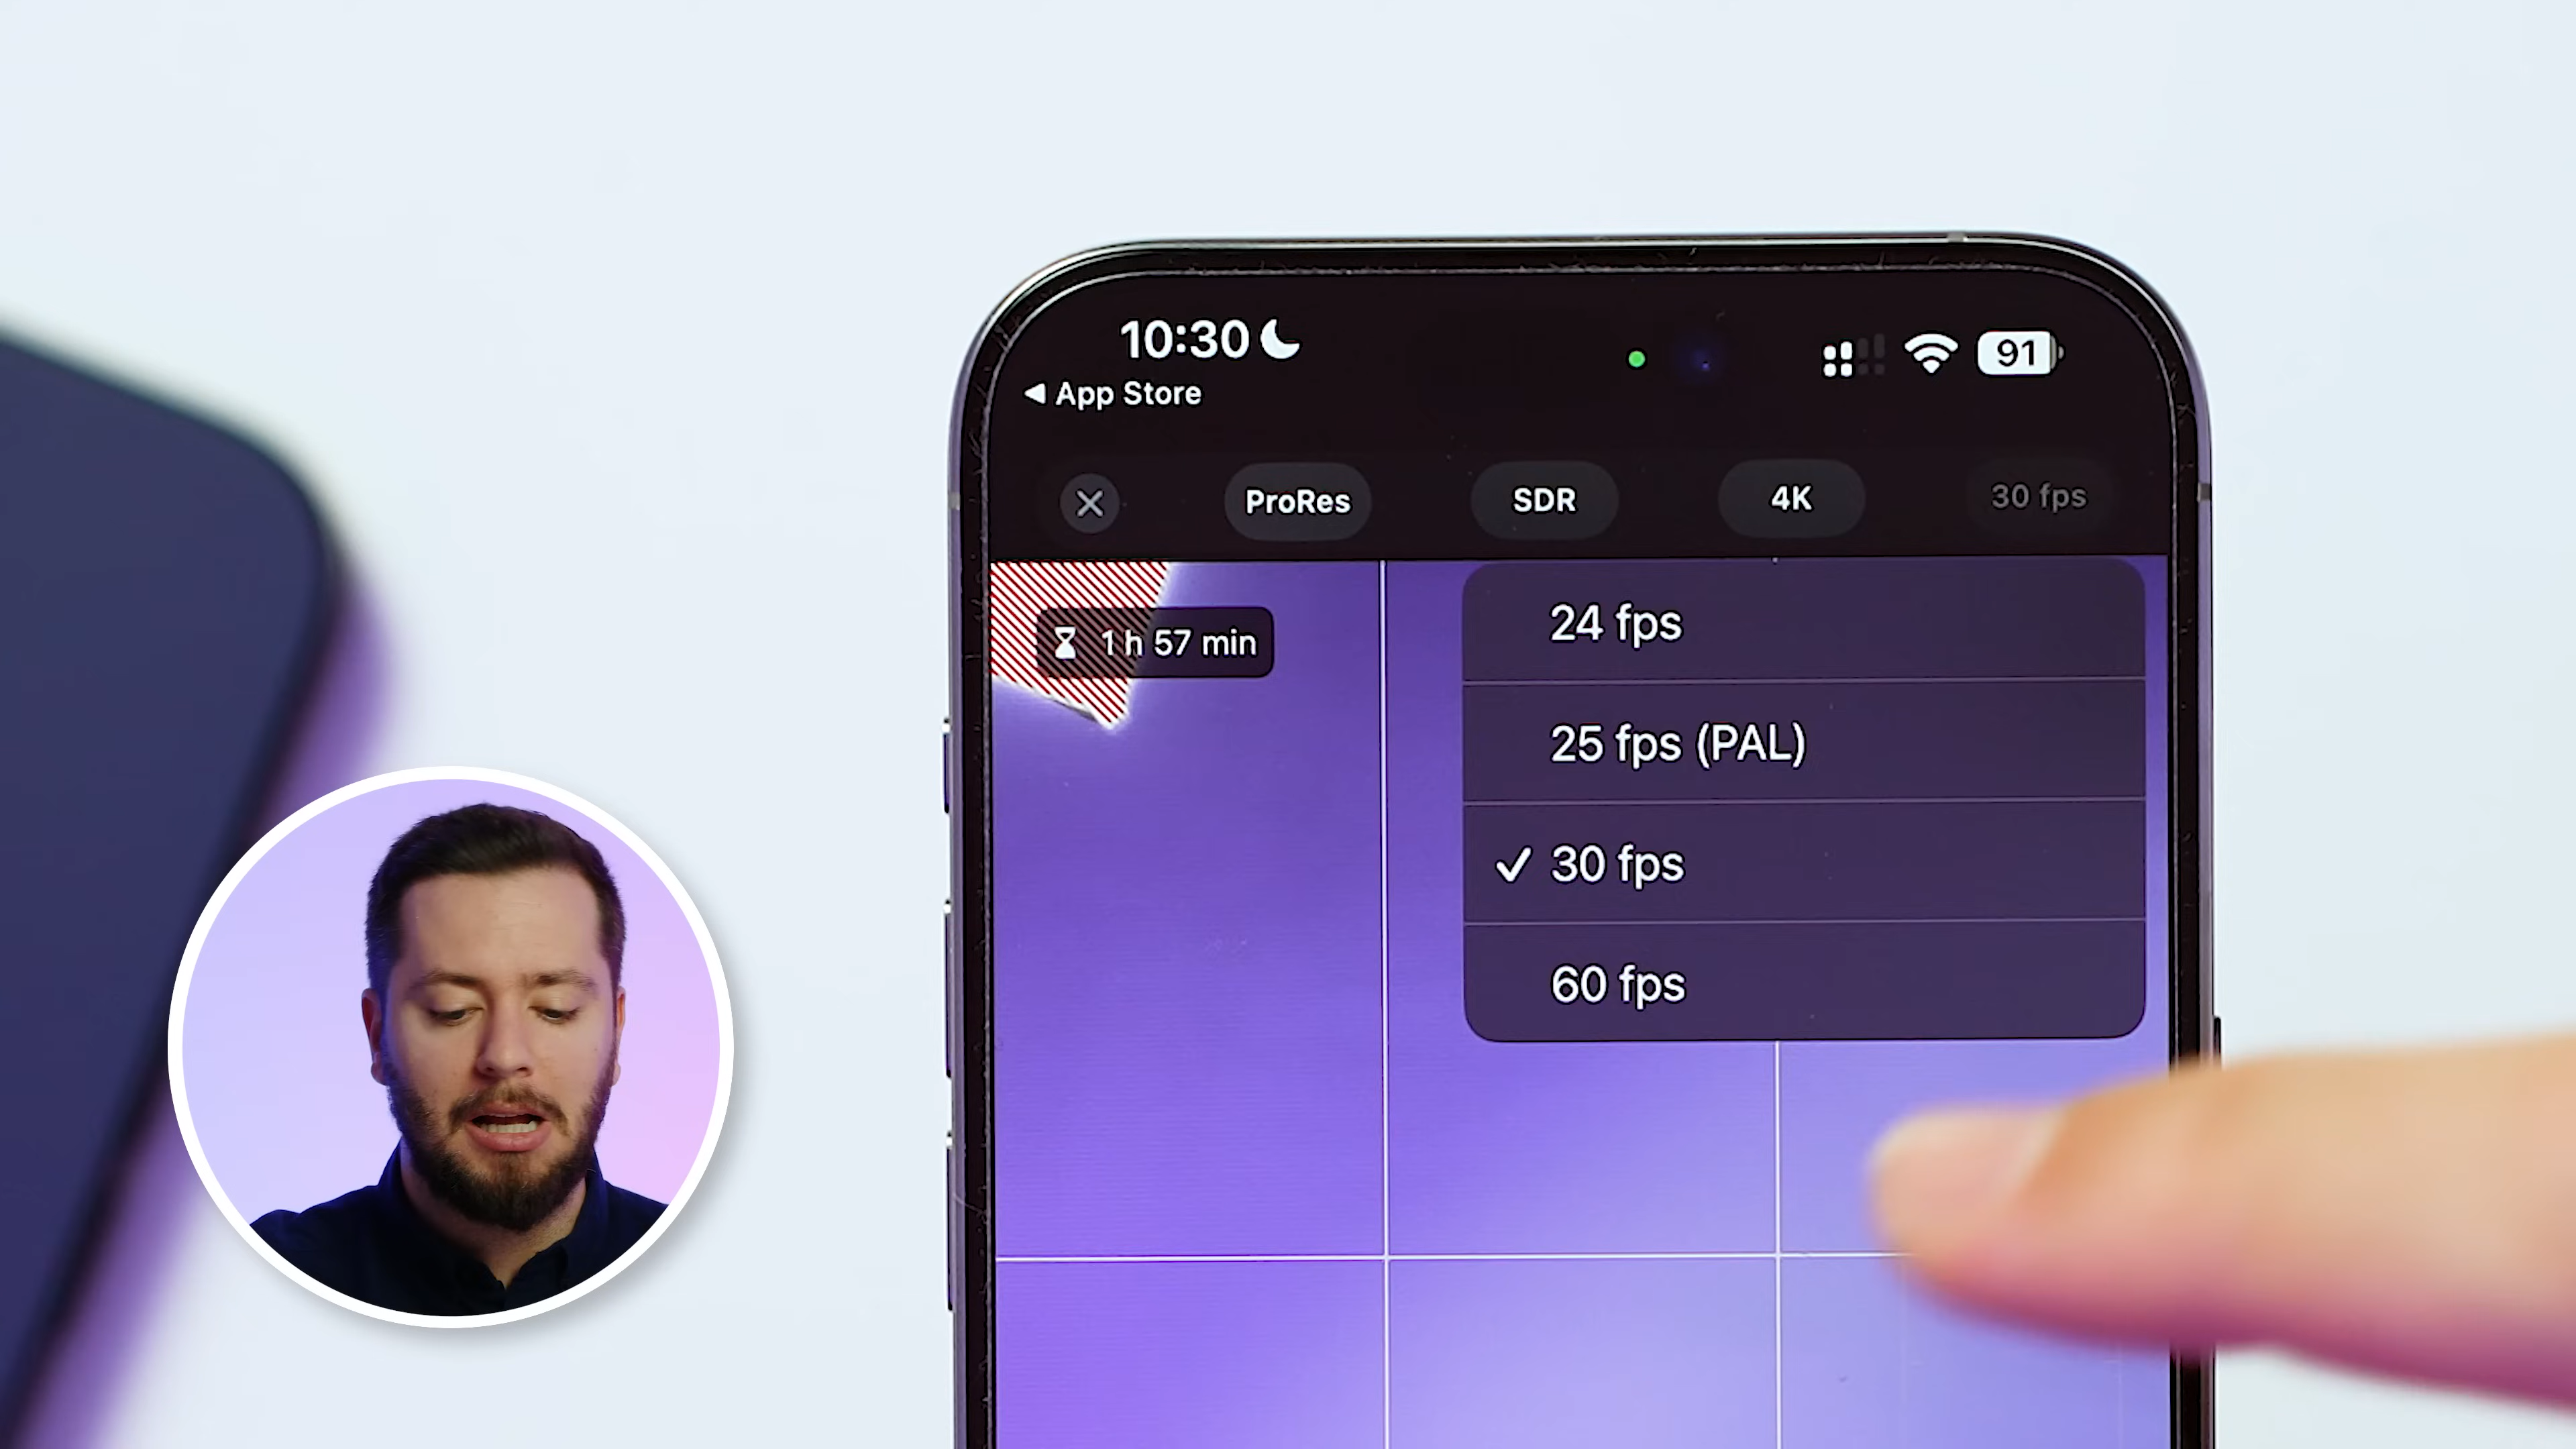 10:30
91
◀ App Store
ProRes
SDR
4K
30 fps
1 h 57 min
24 fps
25 fps (PAL)
✓ 30 fps
60 fps